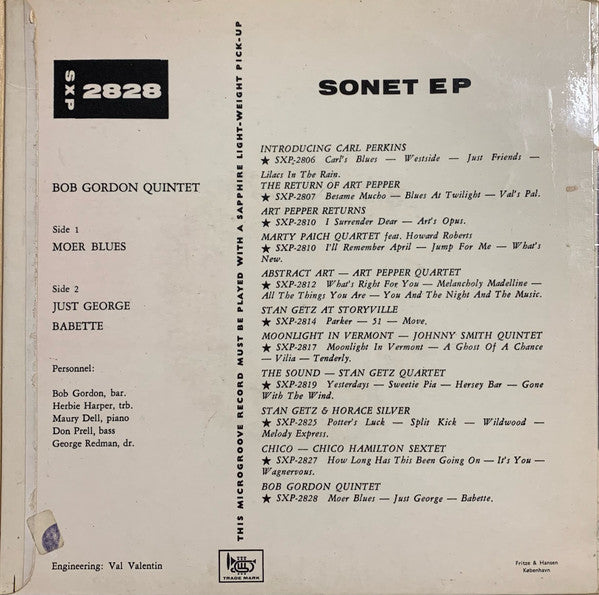 SXP 2828
BOB GORDON QUINTET
Side 1
MOER BLUES
Side 2
JUST GEORGE
BABETTE
Personnel:
Bob Gordon, bar.
Herbie Harper, trb.
Maury Dell, piano
Don Prell, bass
George Redman, dr.
Engineering: Val Valentin
THIS MICROGROOVE RECORD MUST BE PLAYED WITH A SAPPHIRE LIGHT-WEIGHT PICK-UP
SONET EP
INTRODUCING CARL PERKINS
★ SXP-2806 Carl's Blues — Westside — Just Friends —
Lilacs In The Rain.
THE RETURN OF ART PEPPER
★ SXP-2807 Besame Mucho — Blues At Twilight — Val's Pal.
ART PEPPER RETURNS
★ SXP-2810 I Surrender Dear — Art's Opus.
MARTY PAICH QUARTET feat. Howard Roberts
★ SXP-2810 I'll Remember April — Jump For Me — What's
New.
ABSTRACT ART — ART PEPPER QUARTET
★ SXP-2812 What's Right For You — Melancholy Madelline —
All The Things You Are — You And The Night And The Music.
STAN GETZ AT STORYVILLE
★ SXP-2814 Parker — 51 — Move.
MOONLIGHT IN VERMONT — JOHNNY SMITH QUINTET
★ SXP-2817 Moonlight In Vermont — A Ghost Of A Chance
— Vilia — Tenderly.
THE SOUND — STAN GETZ QUARTET
★ SXP-2819 Yesterdays — Sweetie Pia — Hersey Bar — Gone
With The Wind.
STAN GETZ & HORACE SILVER
★ SXP-2825 Potter's Luck — Split Kick — Wildwood —
Melody Express.
CHICO — CHICO HAMILTON SEXTET
★ SXP-2827 How Long Has This Been Going On — It's You —
Wagnervous.
BOB GORDON QUINTET
★ SXP-2828 Moer Blues — Just George — Babette.
TRADE MARK
Fritze & Hansen
København